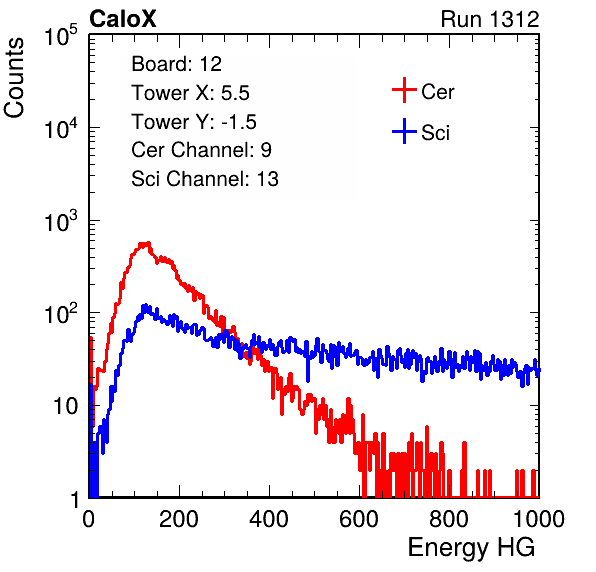 CaloX Run 1312
Counts
10^5
10^4
10^3
10^2
10
1
Board: 12
Tower X: 5.5
Tower Y: -1.5
Cer Channel: 9
Sci Channel: 13
Cer
Sci
0 200 400 600 800 1000
Energy HG